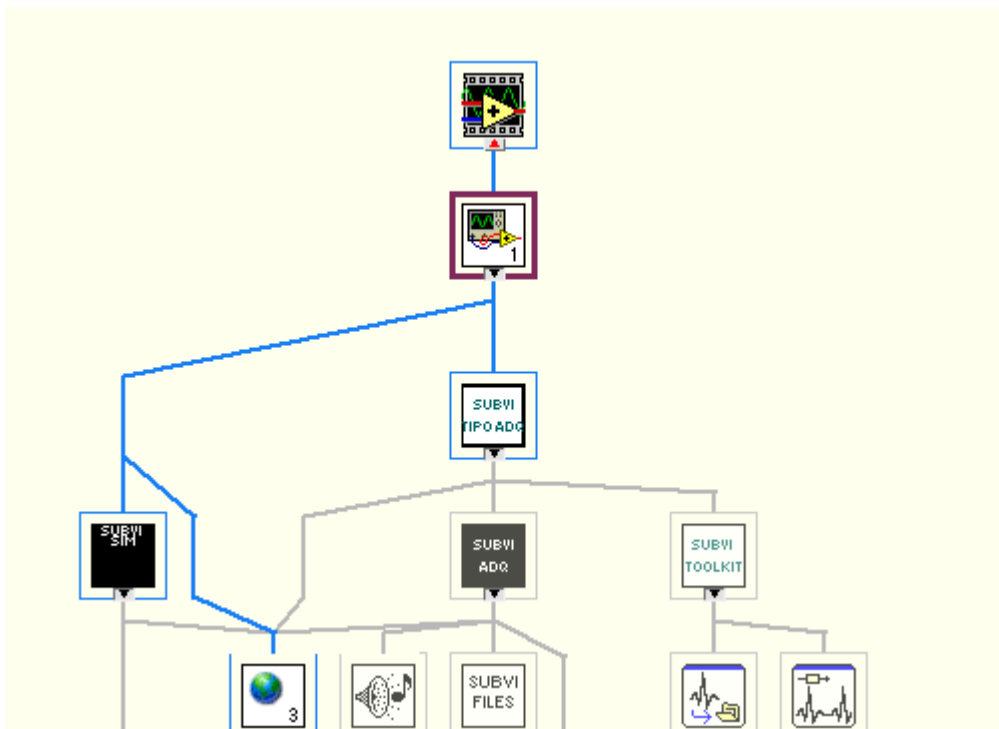 1
SUBVI
TIPO ADQ
SUBVI
SIM
SUBVI
ADQ
SUBVI
TOOLKIT
3
SUBVI
FILES